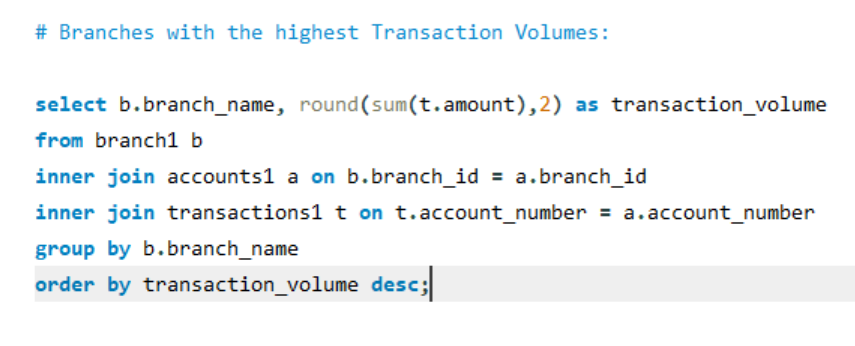 # Branches with the highest Transaction Volumes:
select b.branch_name, round(sum(t.amount),2) as transaction_volume
from branch1 b
inner join accounts1 a on b.branch_id = a.branch_id
inner join transactions1 t on t.account_number = a.account_number
group by b.branch_name
order by transaction_volume desc;